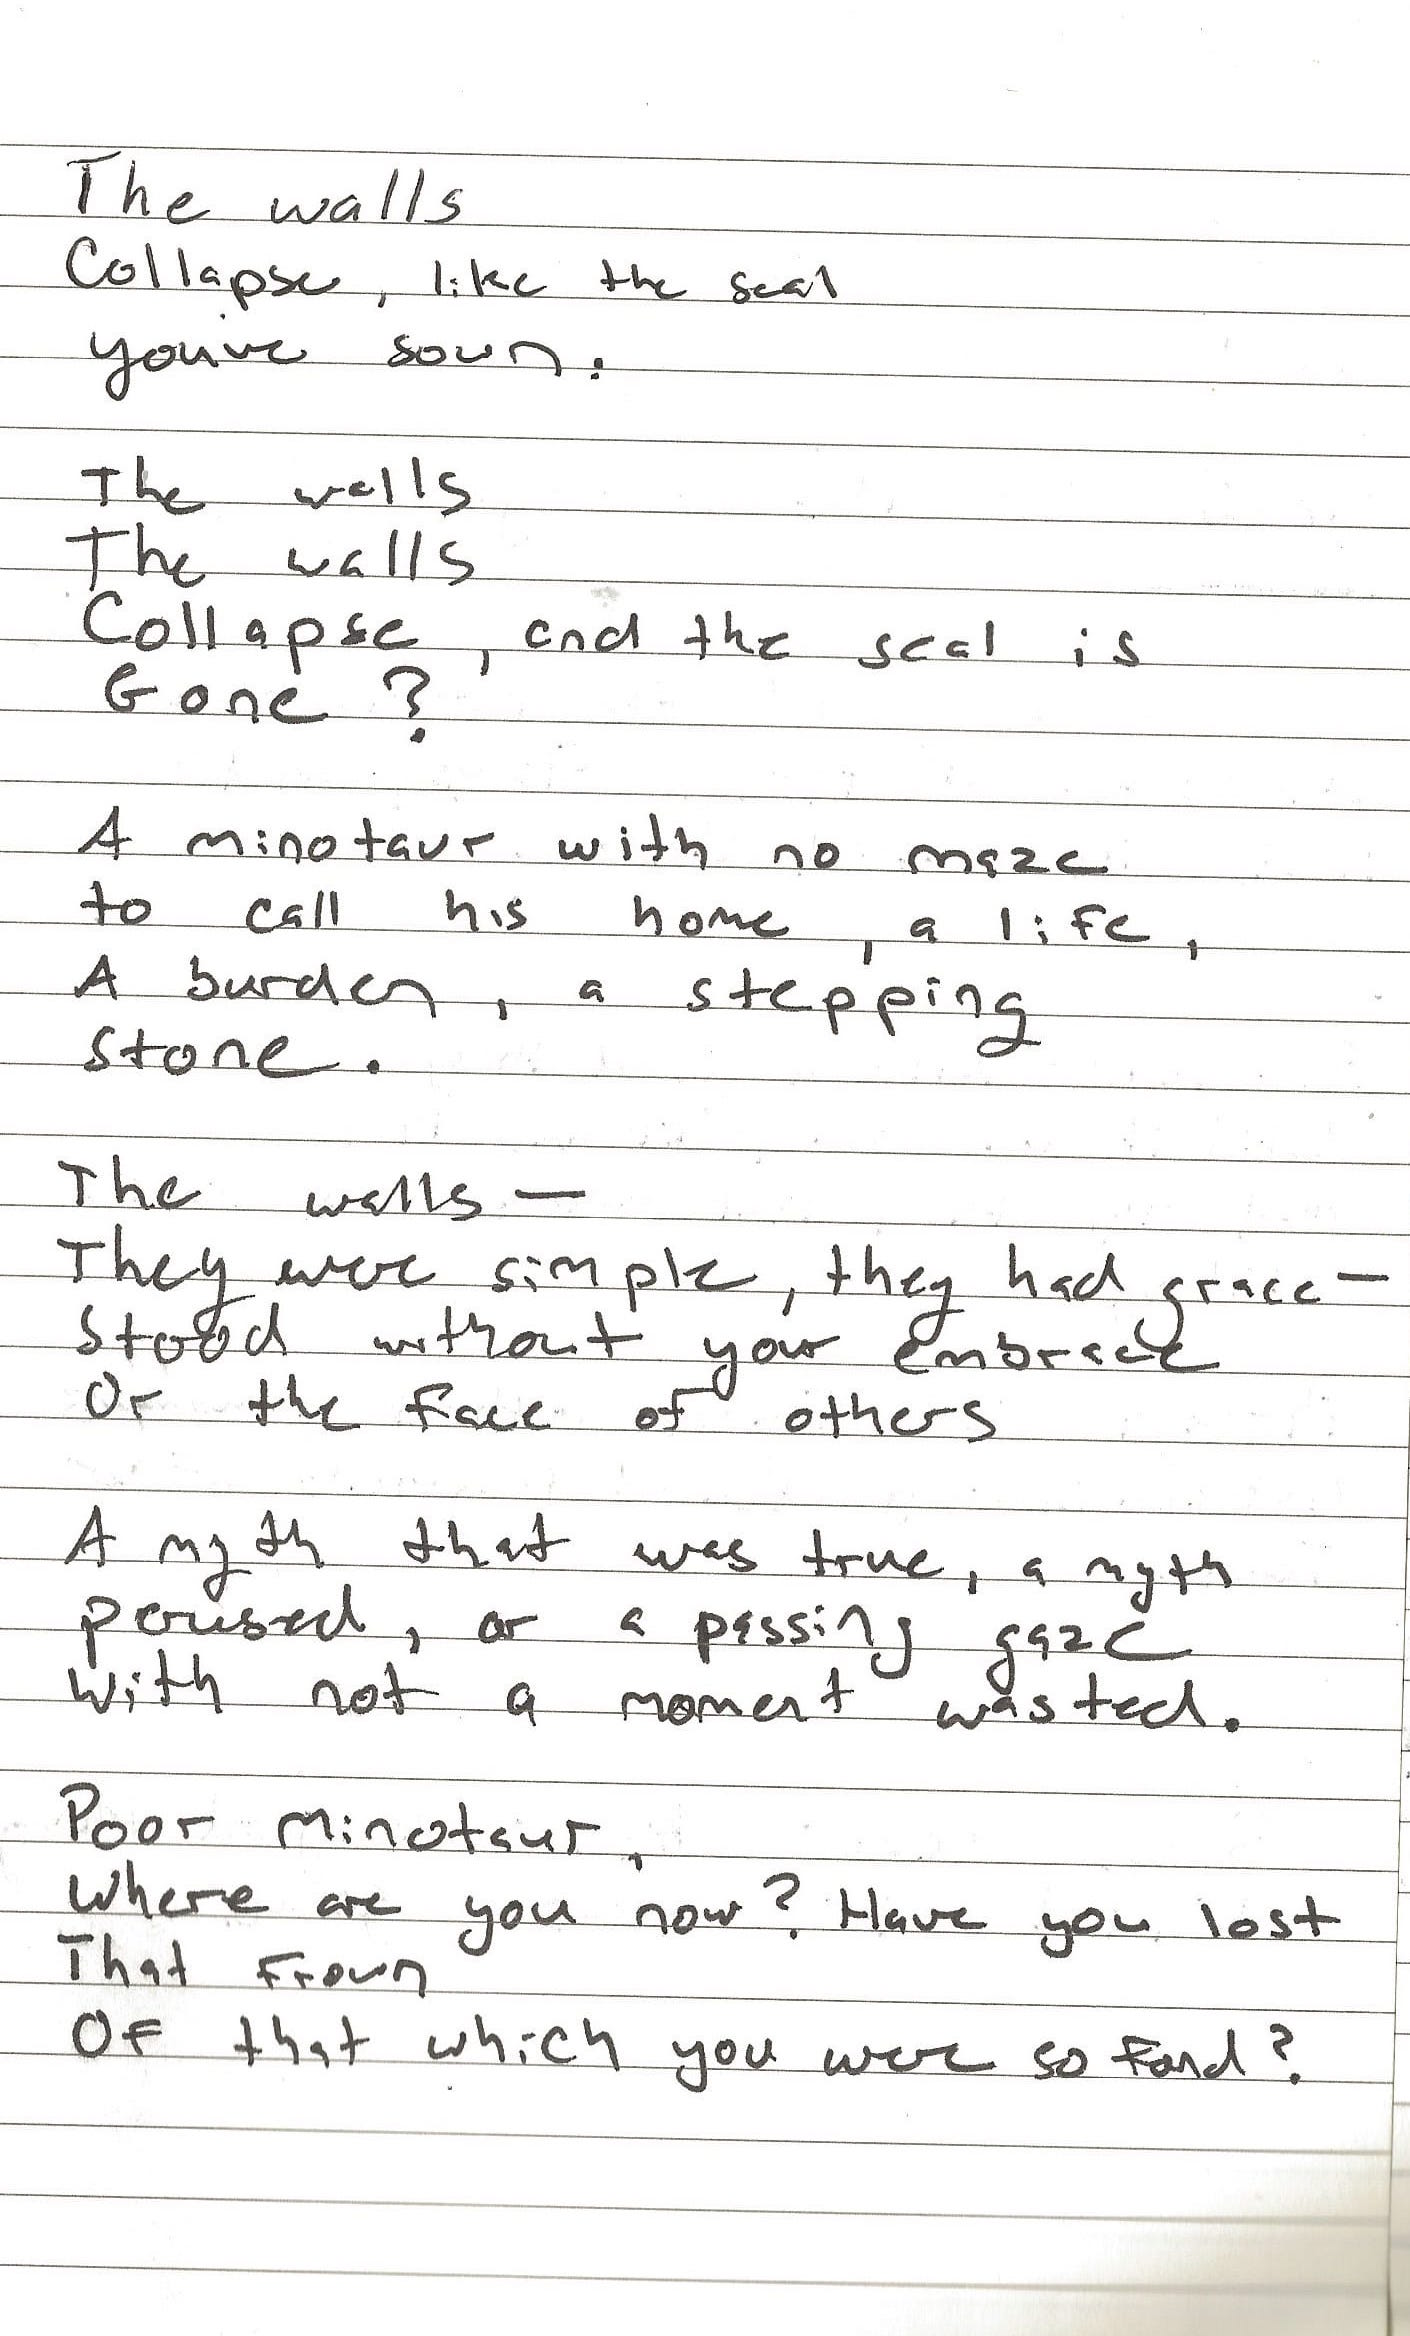 The walls
Collapse, like the seal
you've sown.
The walls
The walls
Collapse, and the seal is
Gone?
A minotaur with no maze
to call his home, a life,
A burden, a stepping
Stone.
The walls —
They were simple, they had grace —
Stood without your embrace
Or the face of others
A myth that was true, a myth
perused, or a passing gaze
With not a moment wasted.
Poor Minotaur,
Where are you now? Have you lost
That Frown
Of that which you were so fond?